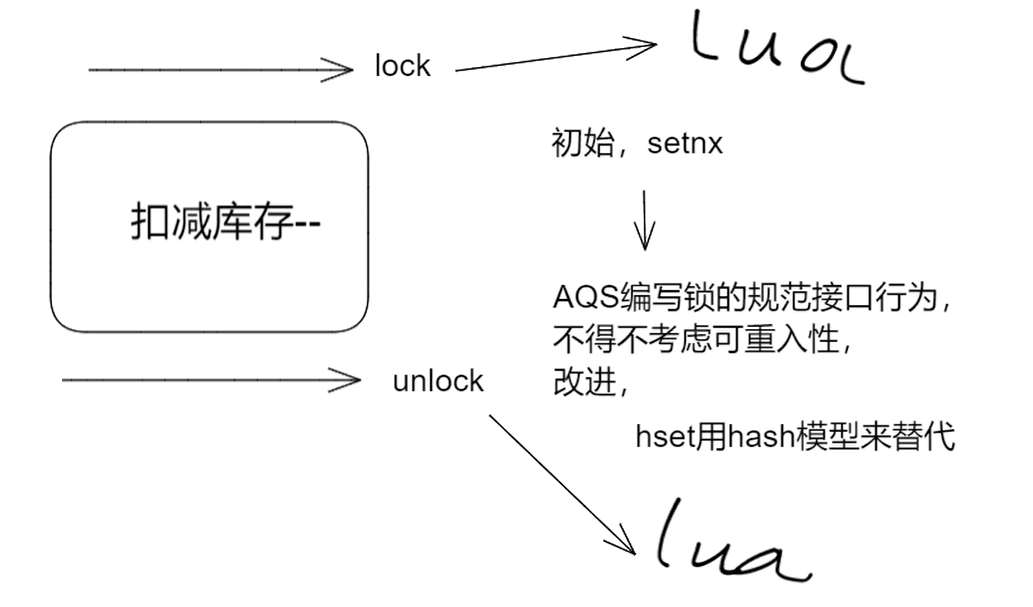 lock
lua
初始，setnx
扣减库存--
AQS编写锁的规范接口行为，
不得不考虑可重入性，
改进，
unlock
hset用hash模型来替代
lua